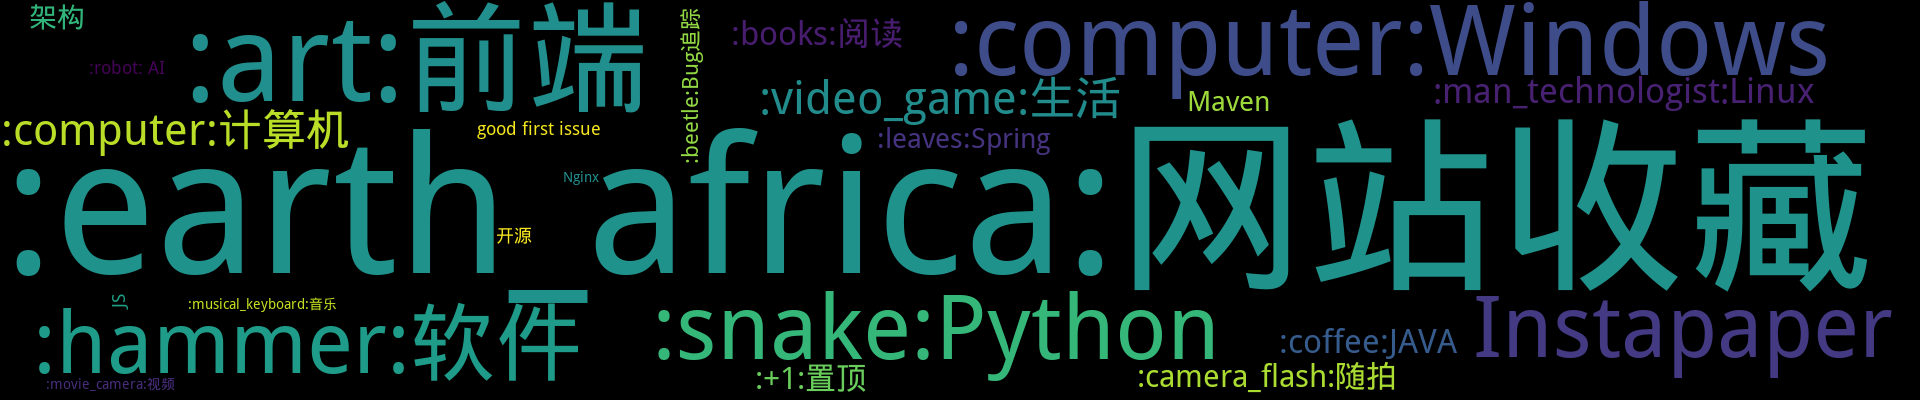 架构
:art:前端
:beetle:Bug追踪
:books:阅读
:computer:Windows
:robot: AI
:video_game:生活
Maven
:man_technologist:Linux
:computer:计算机
good first issue
:leaves:Spring
:earth_africa:网站收藏
Nginx
开源
JS
:musical_keyboard:音乐
:hammer:软件
:snake:Python
:coffee:JAVA
Instapaper
:movie_camera:视频
:+1:置顶
:camera_flash:随拍